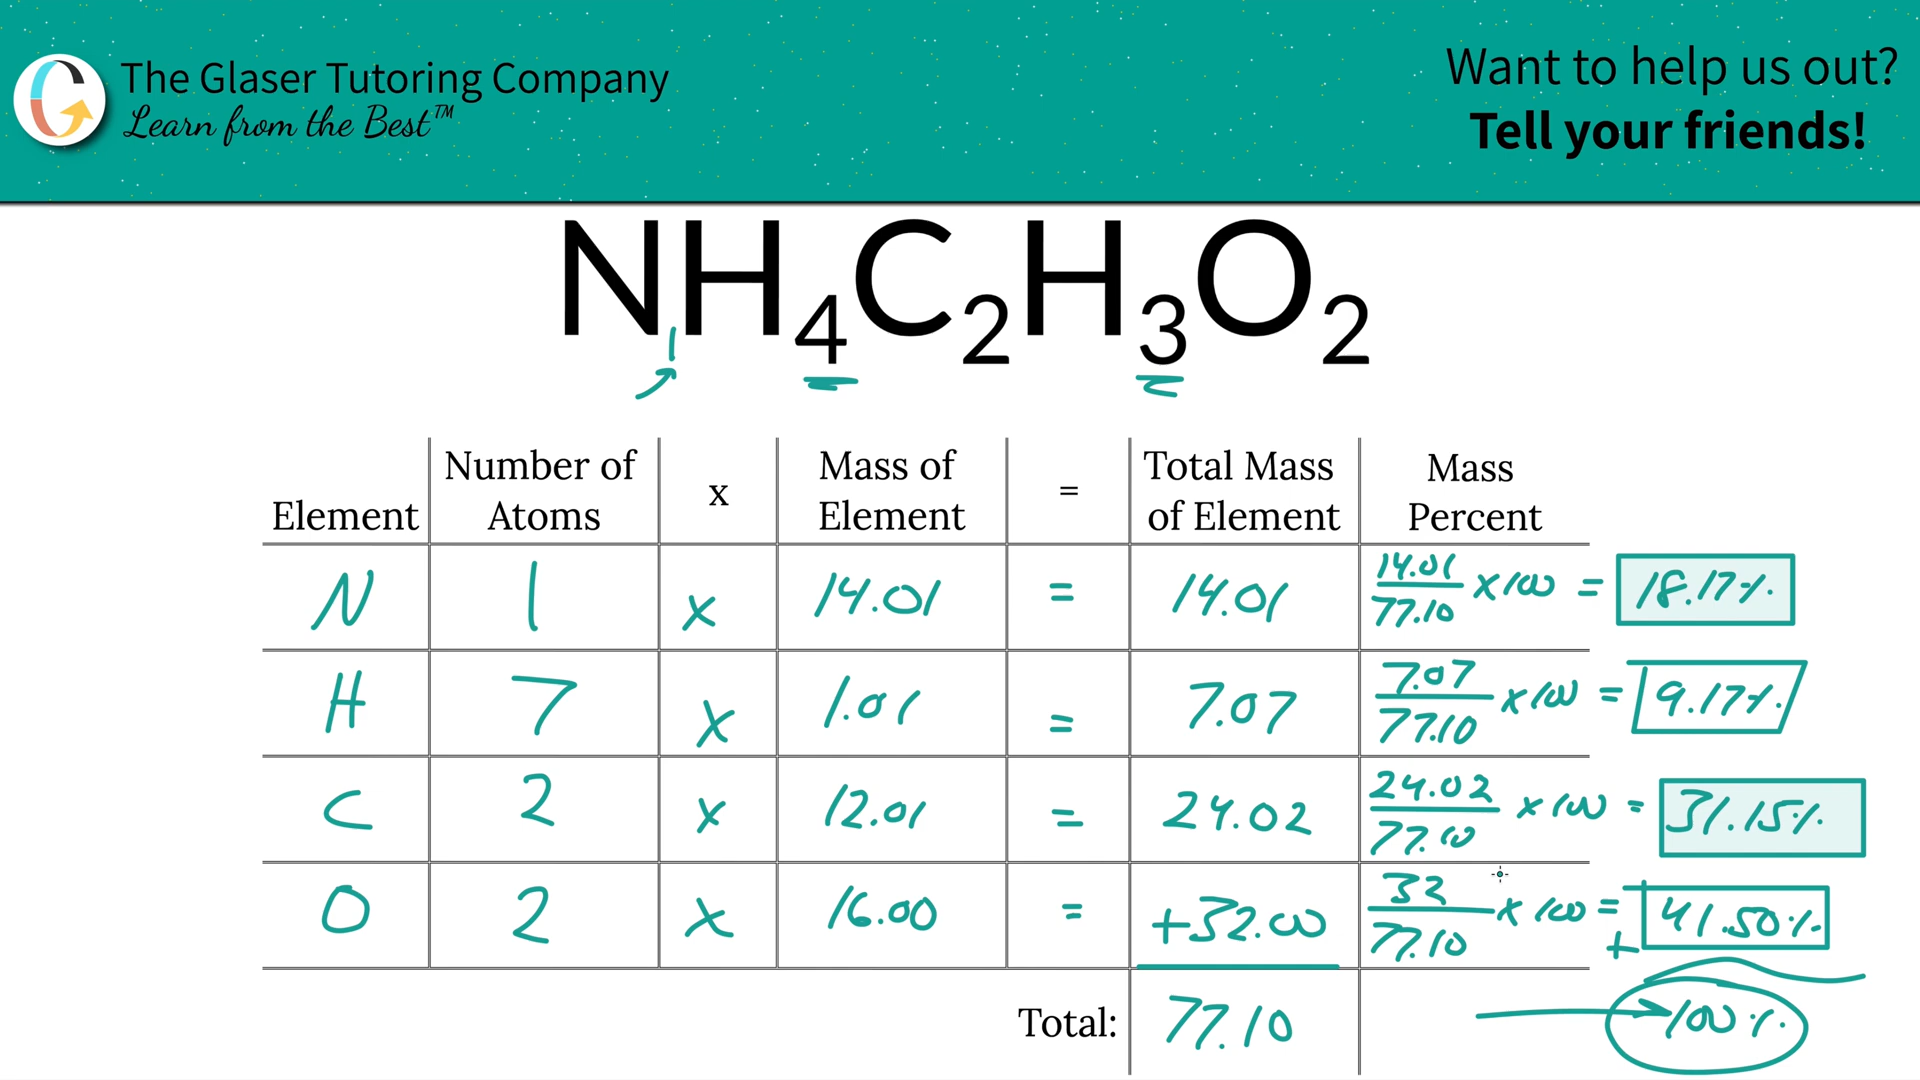 The Glaser Tutoring Company
Learn from the Best™
Want to help us out?
Tell your friends!
NH₄C₂H₃O₂
1
Element | Number of Atoms | x | Mass of Element | = | Total Mass of Element | Mass Percent
N | 1 | x | 14.01 | = | 14.01 | 14.01/77.10 x 100 = 18.17%
H | 7 | x | 1.01 | = | 7.07 | 7.07/77.10 x 100 = 9.17%
C | 2 | x | 12.01 | = | 24.02 | 24.02/77.10 x 100 = 31.15%
O | 2 | x | 16.00 | = | +32.00 | 32/77.10 x 100 = + 41.50%
Total: 77.10 100%